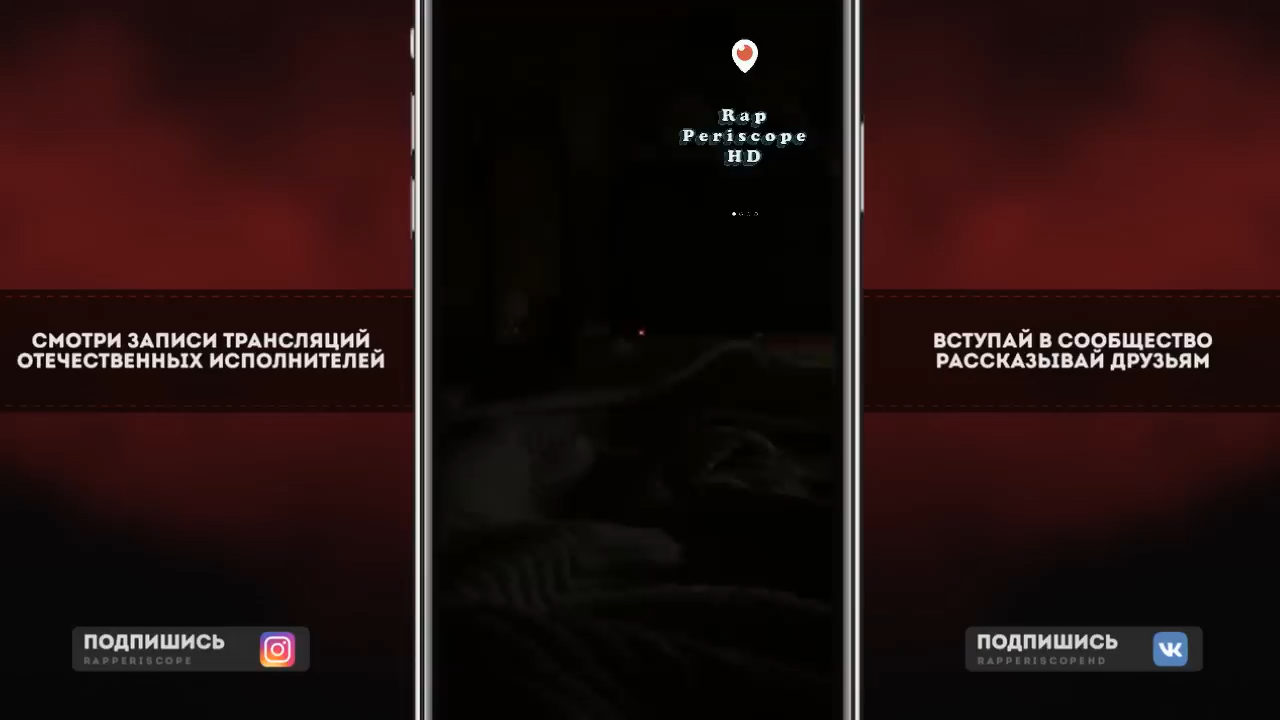 Rap
Periscope
HD
СМОТРИ ЗАПИСИ ТРАНСЛЯЦИЙ
ОТЕЧЕСТВЕННЫХ ИСПОЛНИТЕЛЕЙ
ВСТУПАЙ В СООБЩЕСТВО
РАССКАЗЫВАЙ ДРУЗЬЯМ
ПОДПИШИСЬ
RAPPERISCOPE
ПОДПИШИСЬ
RAPPERISCOPEHD